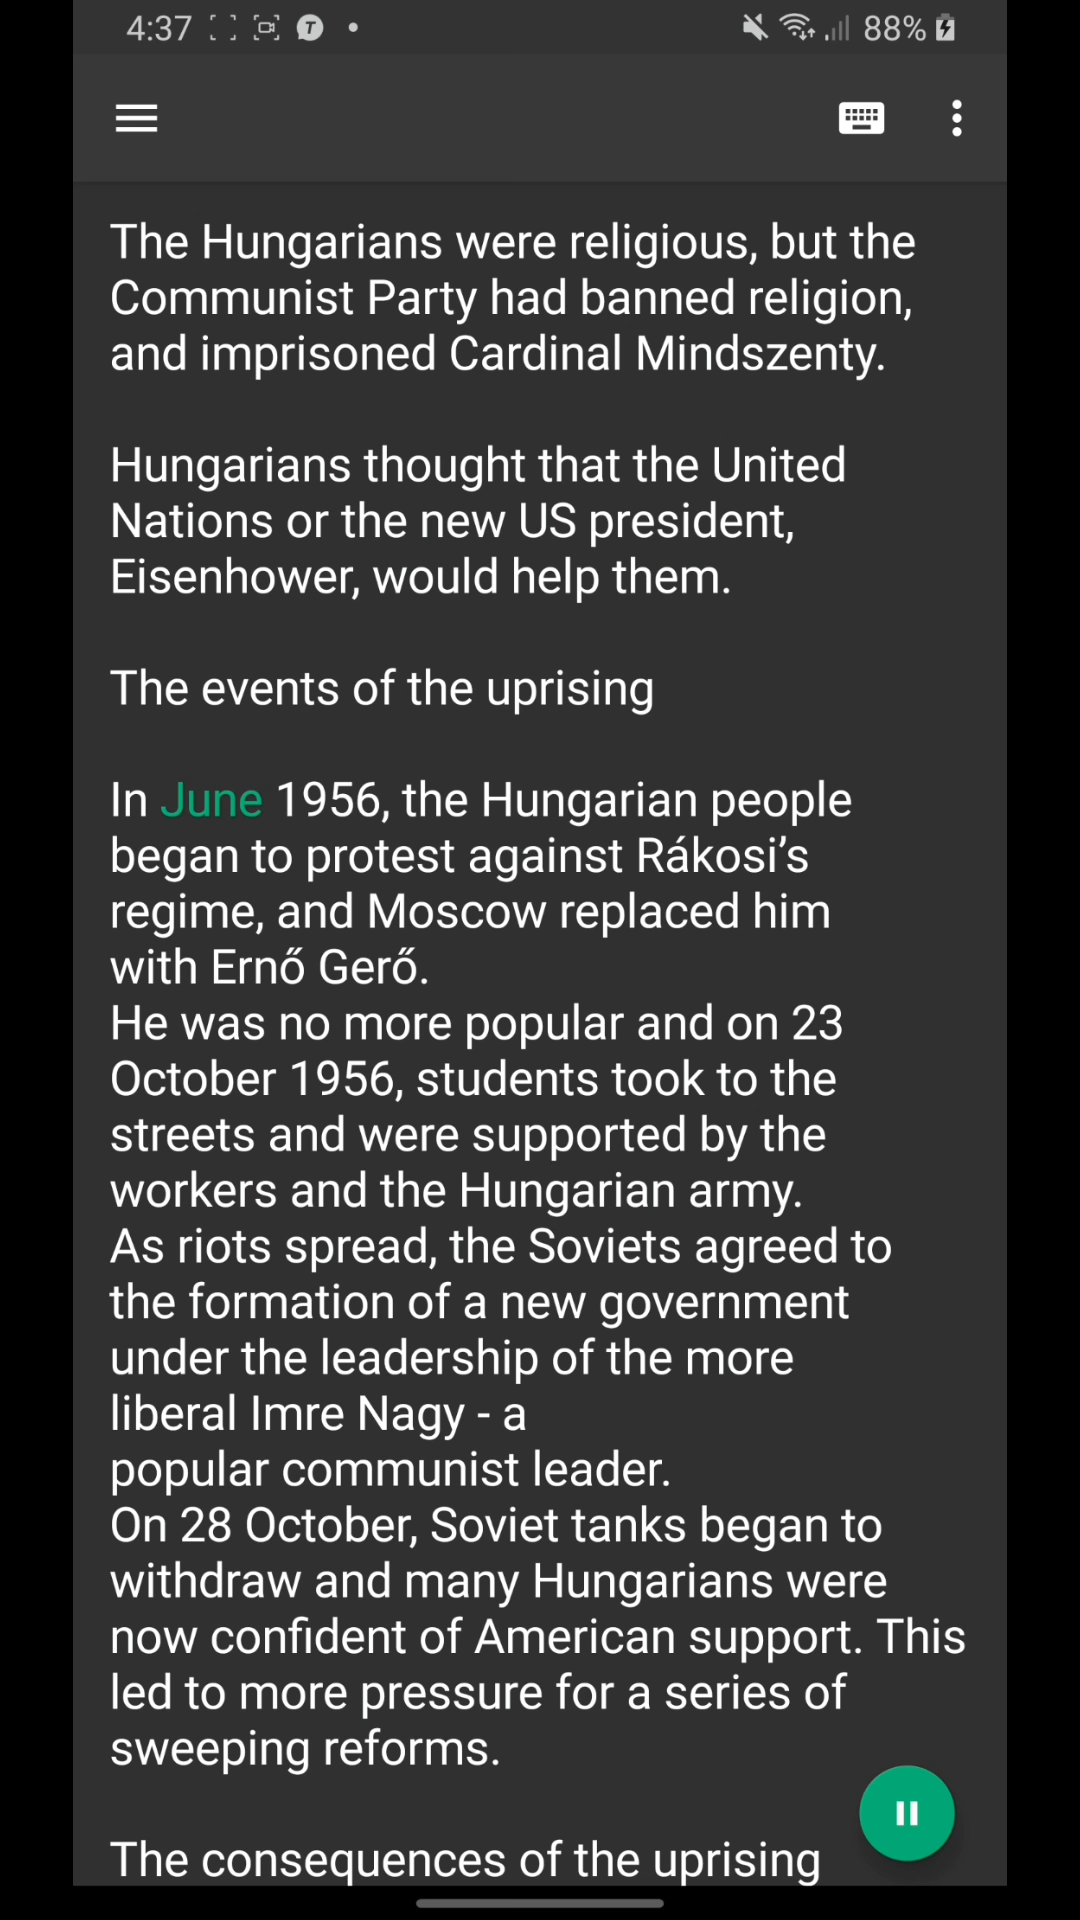 4:37
T
88%
The Hungarians were religious, but the
Communist Party had banned religion,
and imprisoned Cardinal Mindszenty.
Hungarians thought that the United
Nations or the new US president,
Eisenhower, would help them.
The events of the uprising
In June 1956, the Hungarian people
began to protest against Rákosi’s
regime, and Moscow replaced him
with Ernő Gerő.
He was no more popular and on 23
October 1956, students took to the
streets and were supported by the
workers and the Hungarian army.
As riots spread, the Soviets agreed to
the formation of a new government
under the leadership of the more
liberal Imre Nagy - a
popular communist leader.
On 28 October, Soviet tanks began to
withdraw and many Hungarians were
now confident of American support. This
led to more pressure for a series of
sweeping reforms.
The consequences of the uprising